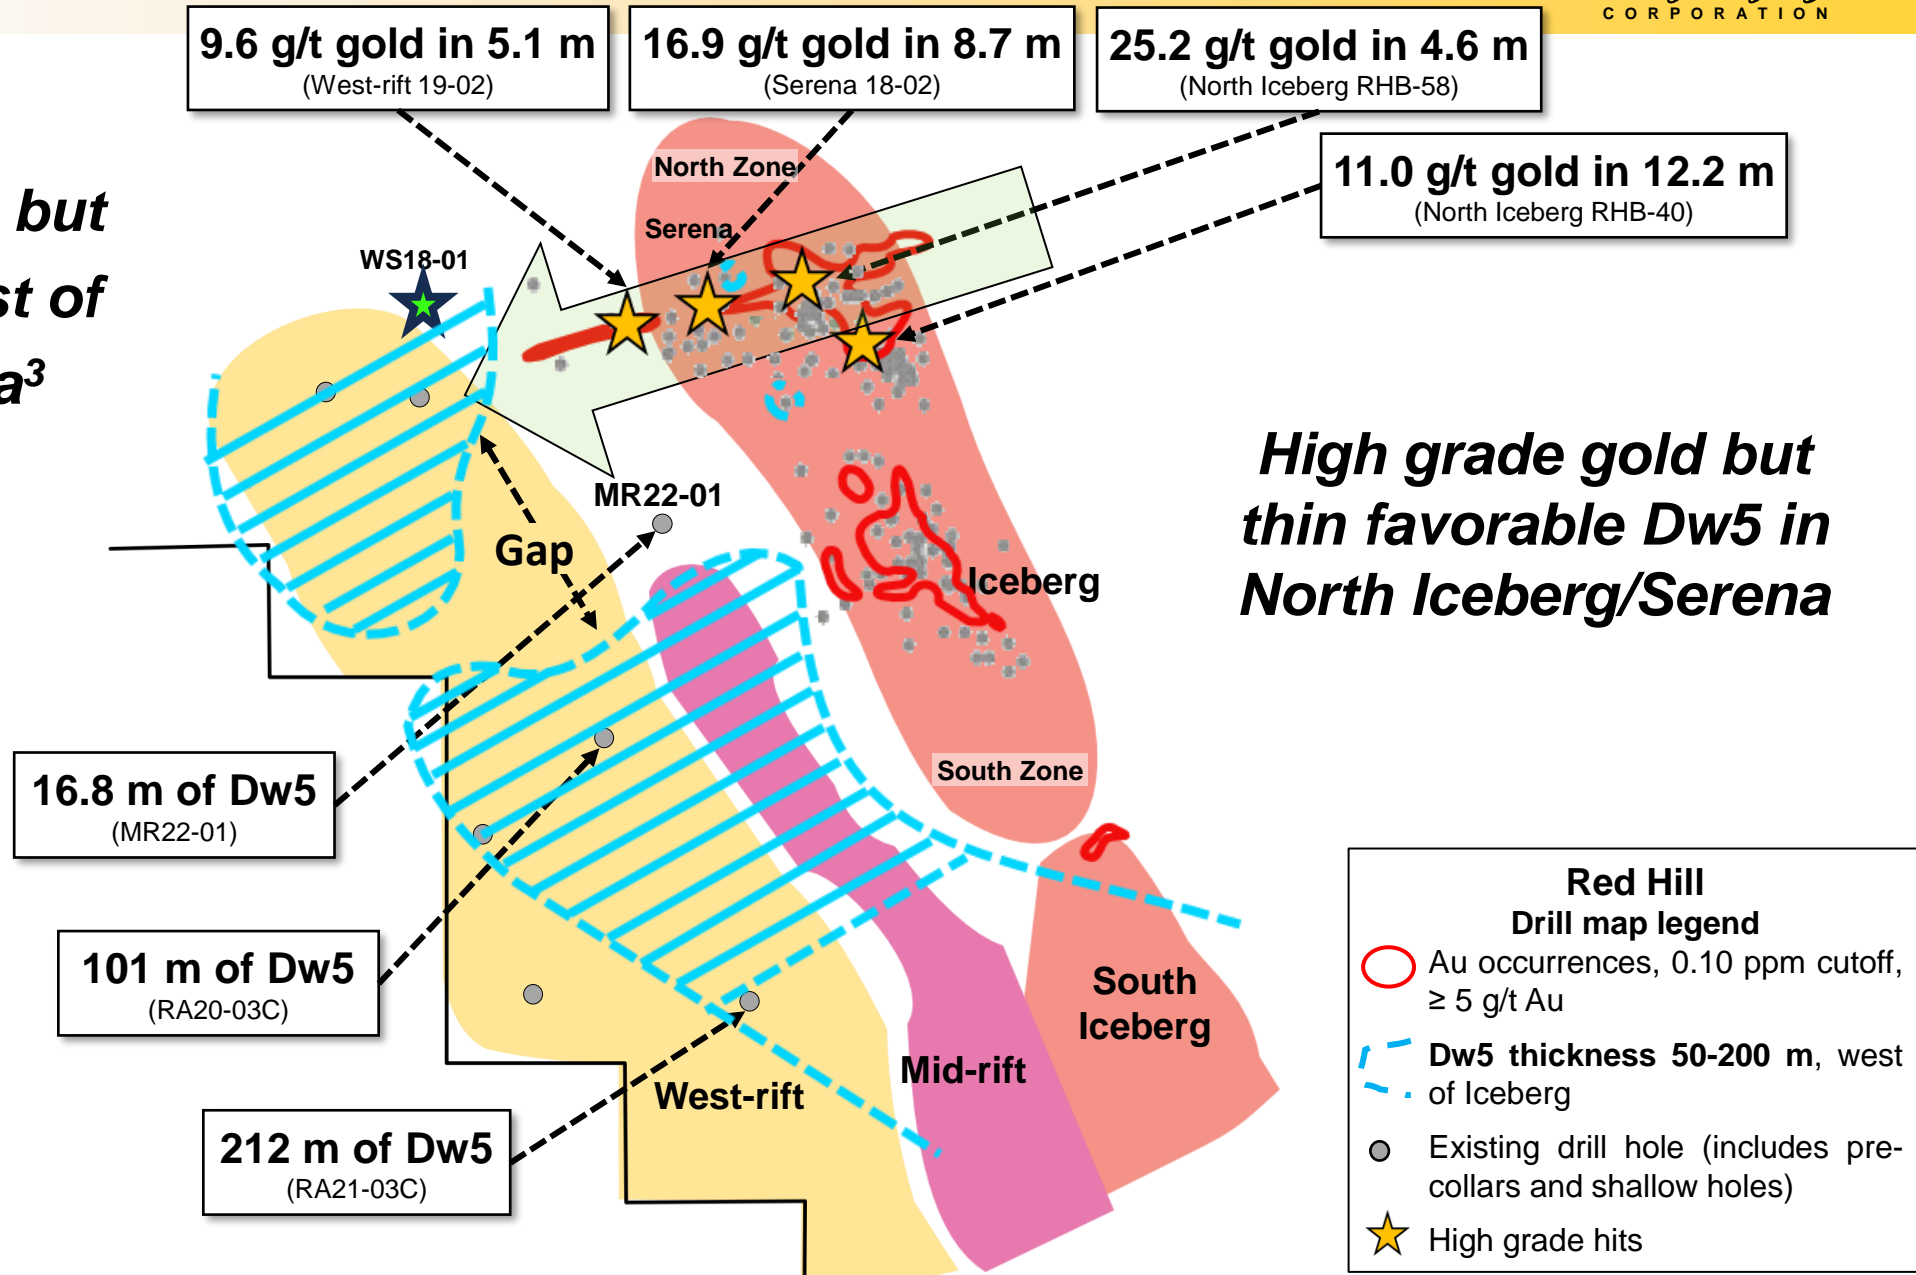 CORPORATION
9.6 g/t gold in 5.1 m
(West-rift 19-02)
16.9 g/t gold in 8.7 m
(Serena 18-02)
25.2 g/t gold in 4.6 m
(North Iceberg RHB-58)
11.0 g/t gold in 12.2 m
(North Iceberg RHB-40)
but
st of
a³
North Zone
Serena
WS18-01
MR22-01
Gap
Iceberg
High grade gold but
thin favorable Dw5 in
North Iceberg/Serena
South Zone
16.8 m of Dw5
(MR22-01)
101 m of Dw5
(RA20-03C)
212 m of Dw5
(RA21-03C)
South
Iceberg
Mid-rift
West-rift
Red Hill
Drill map legend
Au occurrences, 0.10 ppm cutoff,
≥ 5 g/t Au
Dw5 thickness 50-200 m, west
of Iceberg
Existing drill hole (includes pre-
collars and shallow holes)
High grade hits